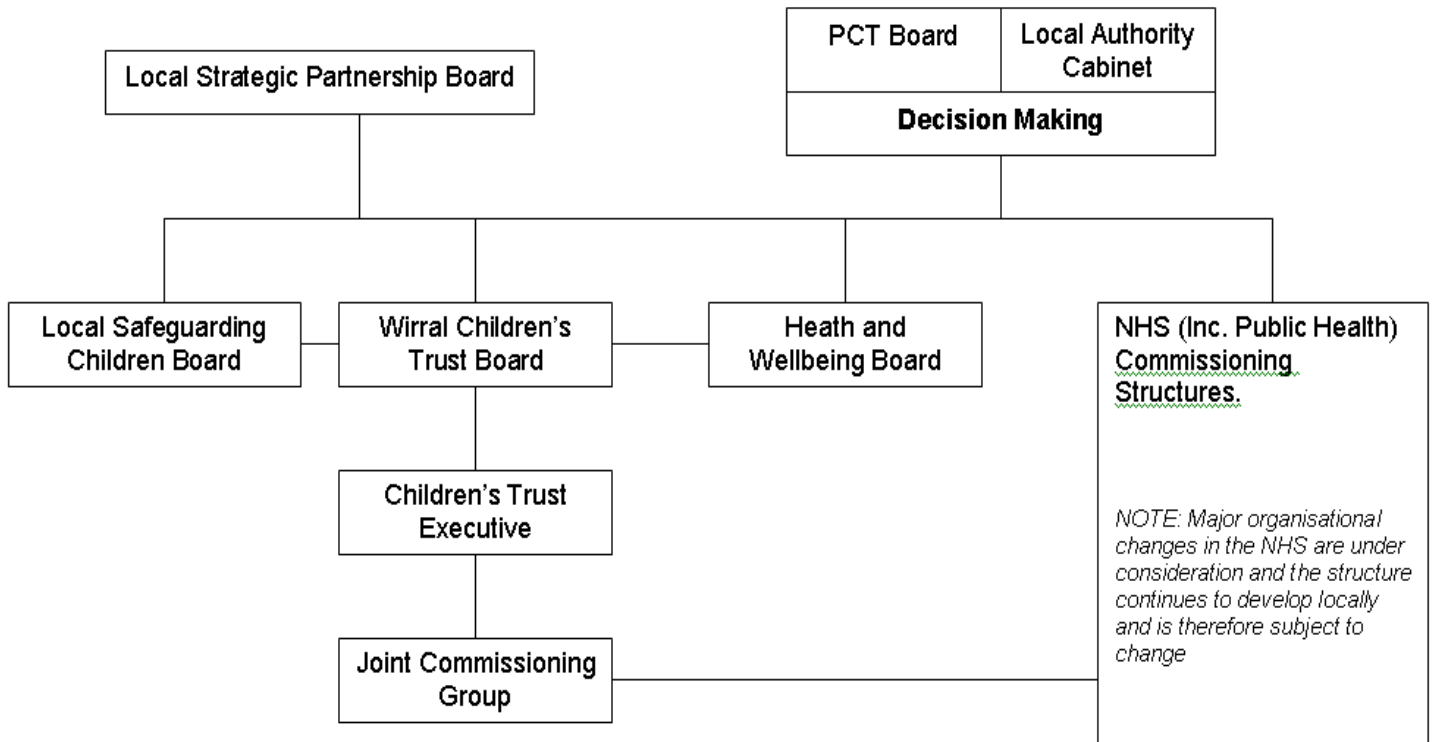 Local Strategic Partnership Board
PCT Board
Local Authority
Cabinet
Decision Making
Local Safeguarding
Children Board
Wirral Children’s
Trust Board
Heath and
Wellbeing Board
NHS (Inc. Public Health)
Commissioning
Structures.
NOTE: Major organisational
changes in the NHS are under
consideration and the structure
continues to develop locally
and is therefore subject to
change
Children’s Trust
Executive
Joint Commissioning
Group